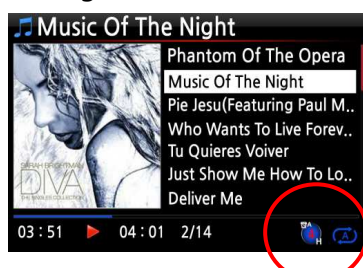 Music Of The Night
Phantom Of The Opera
Music Of The Night
Pie Jesu(Featuring Paul M..
Who Wants To Live Forev..
Tu Quieres Voiver
Just Show Me How To Lo..
Deliver Me
SARAH BRIGHTMAN
DIVA
THE SINGLES COLLECTION
03 : 51 04 : 01 2/14
A
H
A